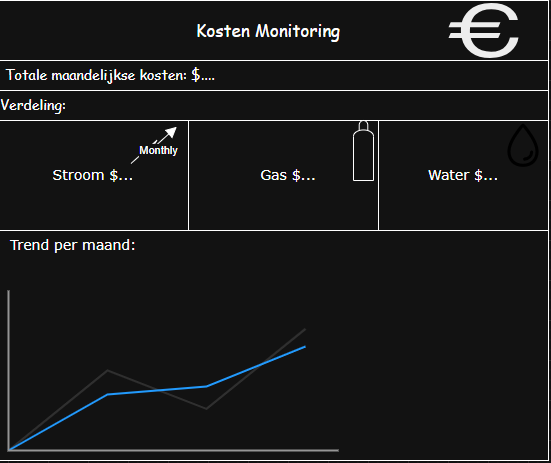 Kosten Monitoring
€
Totale maandelijkse kosten: $....
Verdeling:
Monthly
Stroom $...
Gas $...
Water $...
Trend per maand: